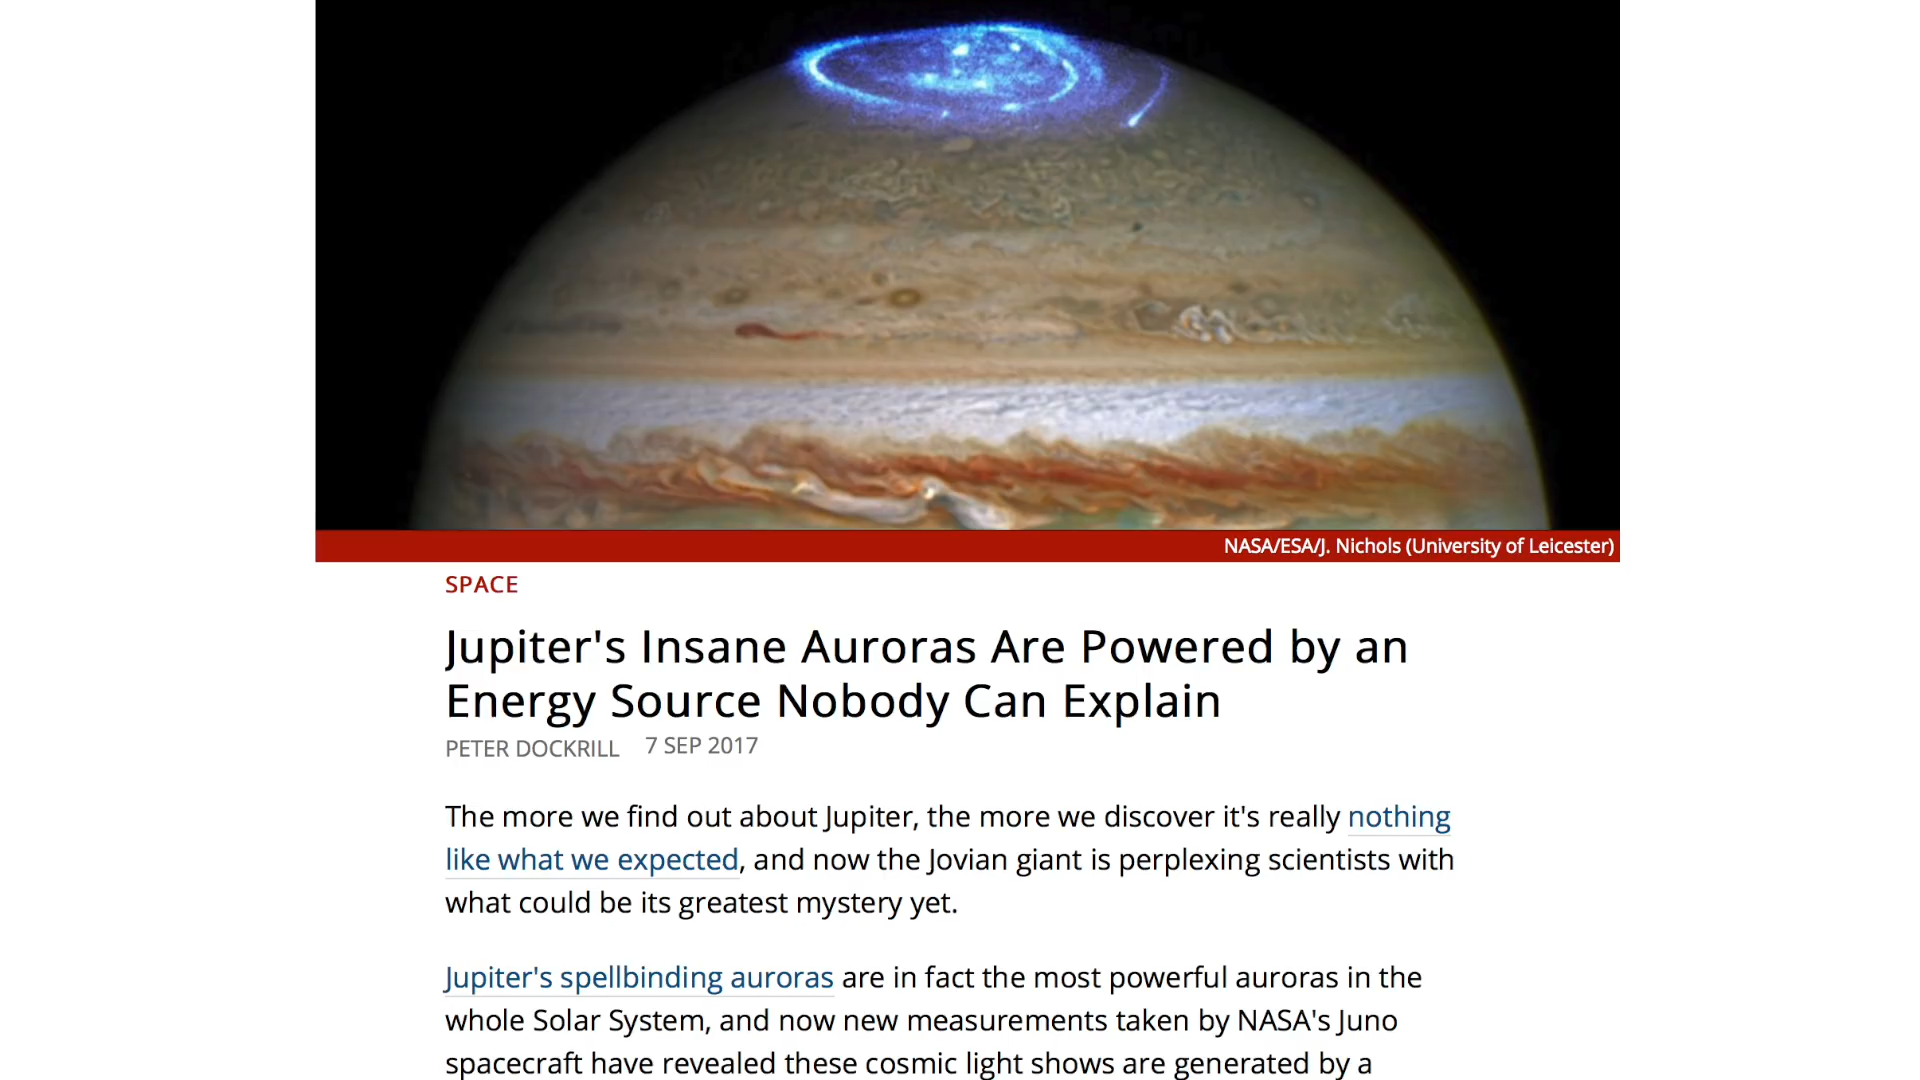 NASA/ESA/J. Nichols (University of Leicester)
SPACE
Jupiter's Insane Auroras Are Powered by an
Energy Source Nobody Can Explain
PETER DOCKRILL 7 SEP 2017
The more we find out about Jupiter, the more we discover it's really nothing
like what we expected, and now the Jovian giant is perplexing scientists with
what could be its greatest mystery yet.
Jupiter's spellbinding auroras are in fact the most powerful auroras in the
whole Solar System, and now new measurements taken by NASA's Juno
spacecraft have revealed these cosmic light shows are generated by a